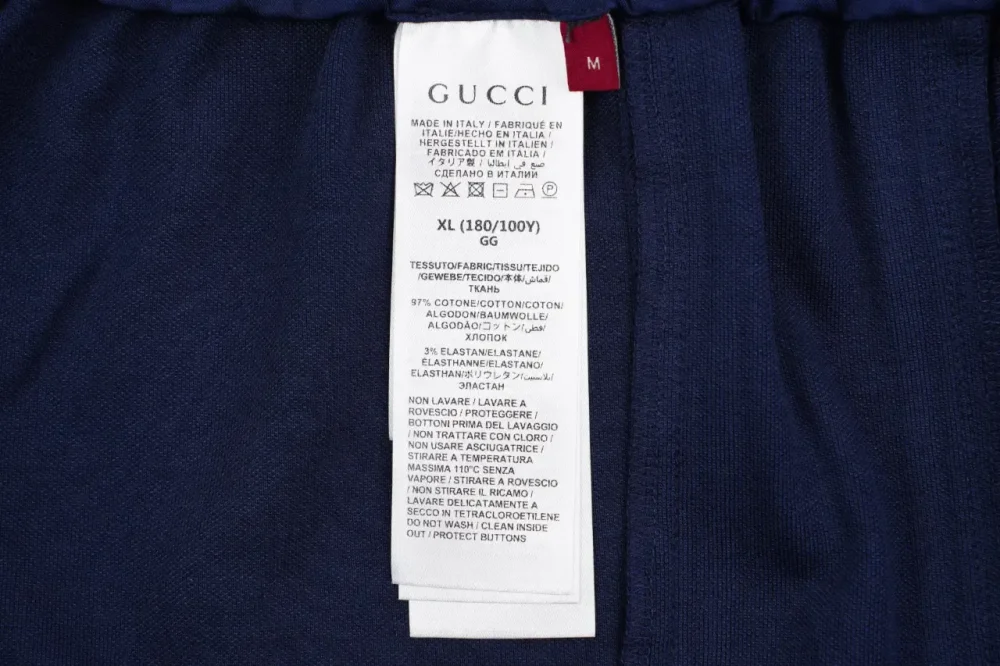 M
GUCCI
MADE IN ITALY / FABRIQUÉ EN
ITALIE/HECHO EN ITALIA /
HERGESTELLT IN ITALIEN /
FABRICADO EM ITALIA /
イタリア製 / صنع في ايطاليا /
СДЕЛАНО В ИТАЛИИ
P
XL (180/100Y)
GG
TESSUTO/FABRIC/TISSU/TEJIDO
/GEWEBE/TECIDO/本体/قماش/
ТКАНЬ
97% COTONE/COTTON/COTON/
ALGODON/BAUMWOLLE/
ALGODÃO/コットン/قطن/
ХЛОПОК
3% ELASTAN/ELASTANE/
ÉLASTHANNE/ELASTANO/
ELASTHAN/ポリウレタン/
ЭЛАСТАН
NON LAVARE / LAVARE A
ROVESCIO / PROTEGGERE /
BOTTONI PRIMA DEL LAVAGGIO
/ NON TRATTARE CON CLORO /
NON USARE ASCIUGATRICE /
STIRARE A TEMPERATURA
MASSIMA 110°C SENZA
VAPORE / STIRARE A ROVESCIO
/ NON STIRARE IL RICAMO /
LAVARE DELICATAMENTE A
SECCO IN TETRACLOROETILENE
DO NOT WASH / CLEAN INSIDE
OUT / PROTECT BUTTONS